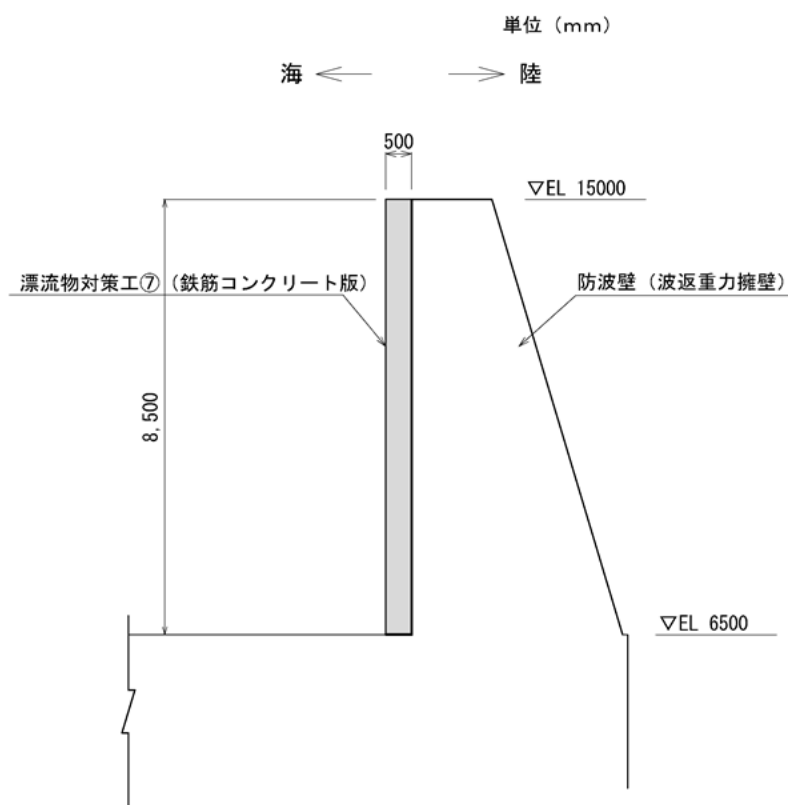 単位（ｍｍ）
海
陸
500
▽EL 15000
漂流物対策工⑦（鉄筋コンクリート版）
防波壁（波返重力擁壁）
8,500
▽EL 6500